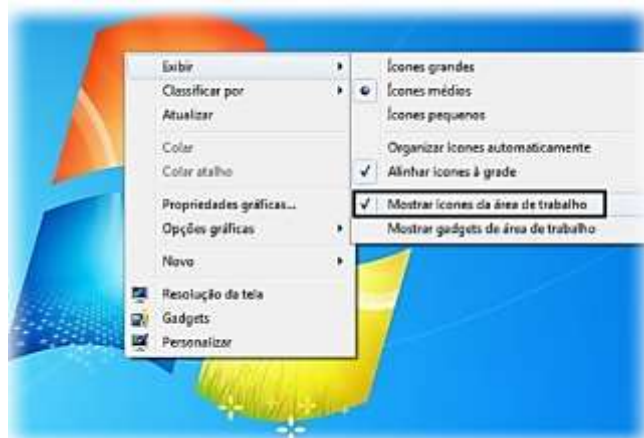 Exibir
Classificar por
Atualizar
Colar
Colar atalho
Propriedades gráficas...
Opções gráficas
Novo
Resolução da tela
Gadgets
Personalizar
Ícones grandes
Ícones médios
Ícones pequenos
Organizar ícones automaticamente
Alinhar ícones à grade
Mostrar ícones da área de trabalho
Mostrar gadgets de área de trabalho